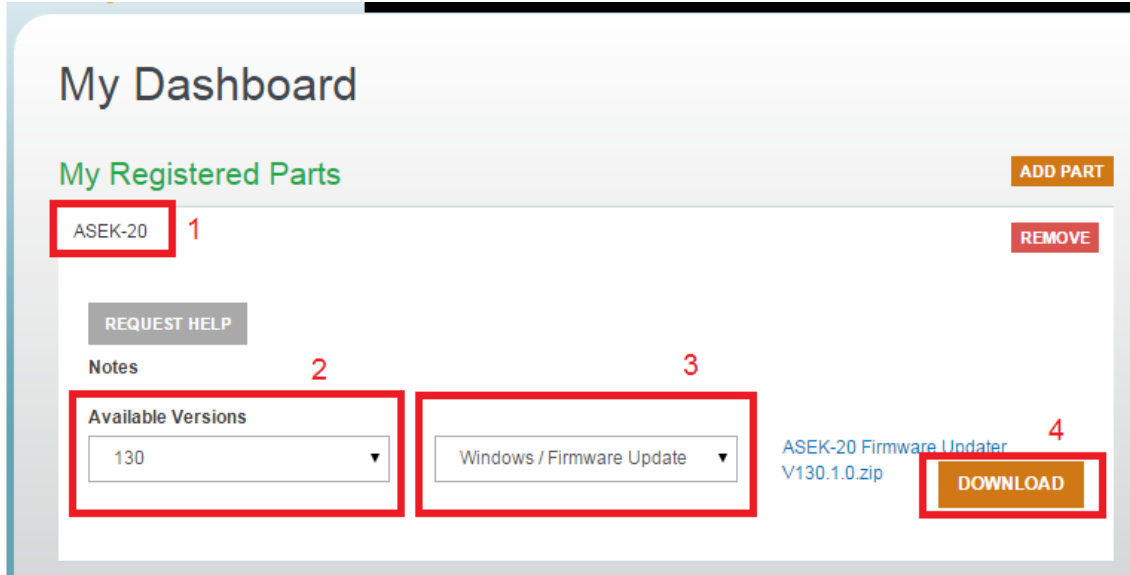 My Dashboard
My Registered Parts
ADD PART
ASEK-20
1
REMOVE
REQUEST HELP
Notes
2
3
Available Versions
4
130
Windows / Firmware Update
ASEK-20 Firmware Updater
V130.1.0.zip
DOWNLOAD